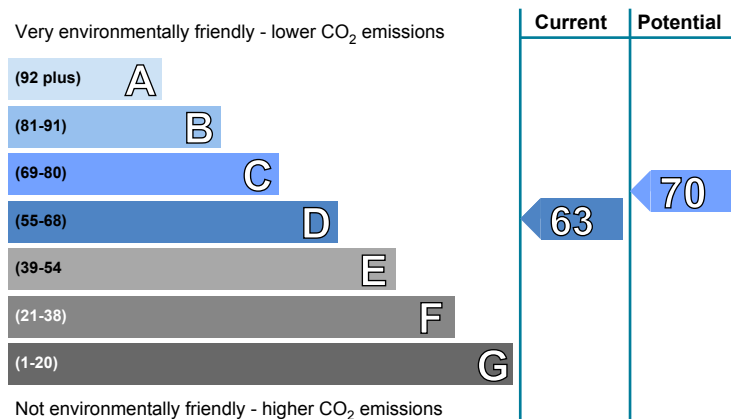 Current Potential
Very environmentally friendly - lower CO₂ emissions
(92 plus) A
(81-91) B
(69-80) C
70
(55-68) D
63
(39-54 E
(21-38) F
(1-20) G
Not environmentally friendly - higher CO₂ emissions